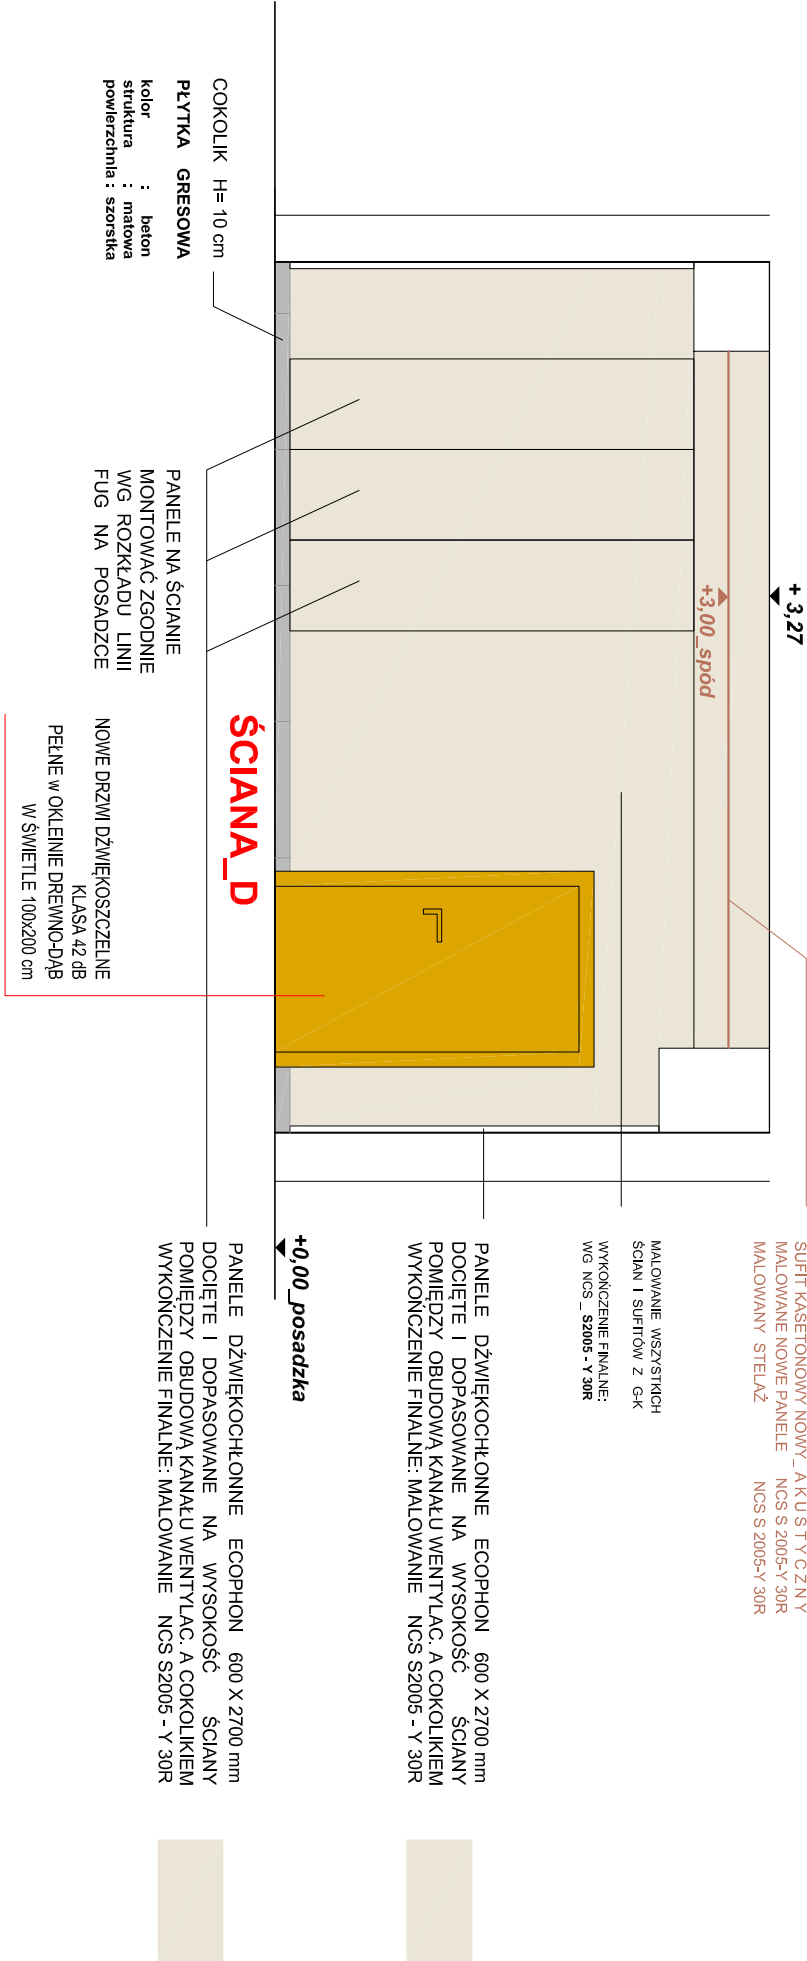 SUFIT KASETONOWY NOWY_ A K U S T Y C Z N Y
MALOWANE NOWE PANELE NCS S 2005-Y 30R
MALOWANY STELAŻ NCS S 2005-Y 30R
+ 3,27
+3,00_spód
MALOWANIE WSZYSTKICH
ŚCIAN I SUFITÓW Z G-K
WYKOŃCZENIE FINALNE:
WG NCS _ S2005 - Y 30R
PANELE DŹWIĘKOCHŁONNE ECOPHON 600 X 2700 mm
DOCIĘTE I DOPASOWANE NA WYSOKOŚĆ ŚCIANY
POMIĘDZY OBUDOWĄ KANAŁU WENTYLAC. A COKOLIKIEM
WYKOŃCZENIE FINALNE: MALOWANIE NCS S2005 - Y 30R
+0,00_posadzka
COKOLIK H= 10 cm
PŁYTKA GRESOWA
kolor : beton
struktura : matowa
powierzchnia : szorstka
ŚCIANA_D
PANELE DŹWIĘKOCHŁONNE ECOPHON 600 X 2700 mm
DOCIĘTE I DOPASOWANE NA WYSOKOŚĆ ŚCIANY
POMIĘDZY OBUDOWĄ KANAŁU WENTYLAC. A COKOLIKIEM
WYKOŃCZENIE FINALNE: MALOWANIE NCS S2005 - Y 30R
PANELE NA ŚCIANIE
MONTOWAĆ ZGODNIE
WG ROZKŁADU LINII
FUG NA POSADZCE
NOWE DRZWI DŹWIĘKOSZCZELNE
KLASA 42 dB
PEŁNE w OKLEINIE DREWNO-DĄB
W ŚWIETLE 100x200 cm